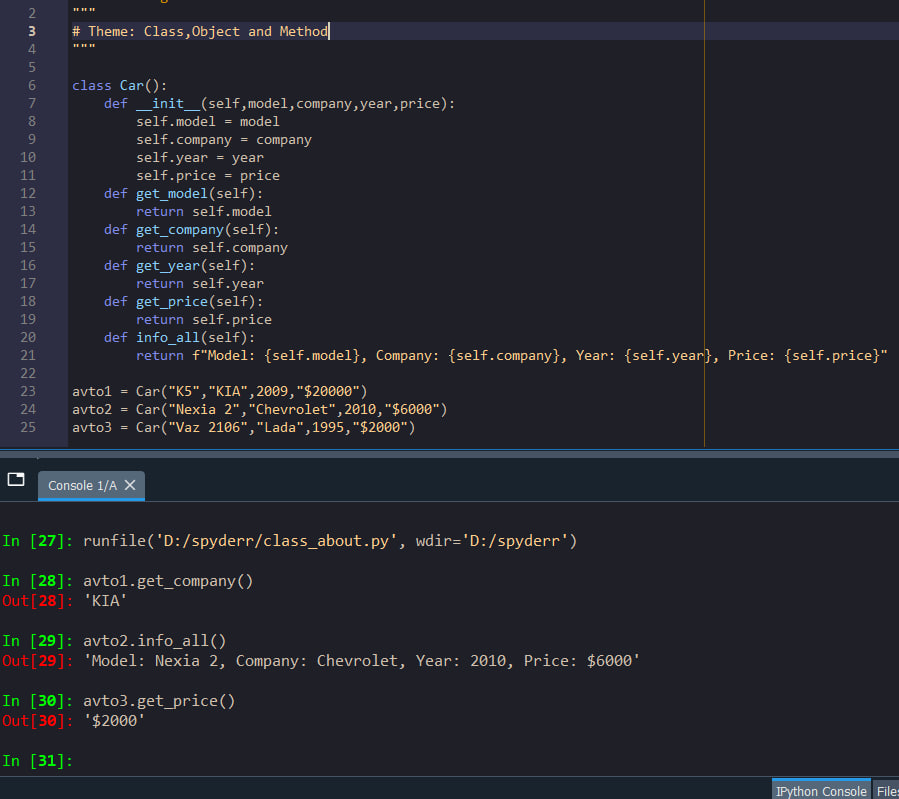 2 """
3 # Theme: Class,Object and Method
4 """
5
6 class Car():
7     def __init__(self,model,company,year,price):
8         self.model = model
9         self.company = company
10         self.year = year
11         self.price = price
12     def get_model(self):
13         return self.model
14     def get_company(self):
15         return self.company
16     def get_year(self):
17         return self.year
18     def get_price(self):
19         return self.price
20     def info_all(self):
21         return f"Model: {self.model}, Company: {self.company}, Year: {self.year}, Price: {self.price}"
22
23 avto1 = Car("K5","KIA",2009,"$20000")
24 avto2 = Car("Nexia 2","Chevrolet",2010,"$6000")
25 avto3 = Car("Vaz 2106","Lada",1995,"$2000")
Console 1/A
In [27]: runfile('D:/spyderr/class_about.py', wdir='D:/spyderr')
In [28]: avto1.get_company()
Out[28]: 'KIA'
In [29]: avto2.info_all()
Out[29]: 'Model: Nexia 2, Company: Chevrolet, Year: 2010, Price: $6000'
In [30]: avto3.get_price()
Out[30]: '$2000'
In [31]:
IPython Console Files